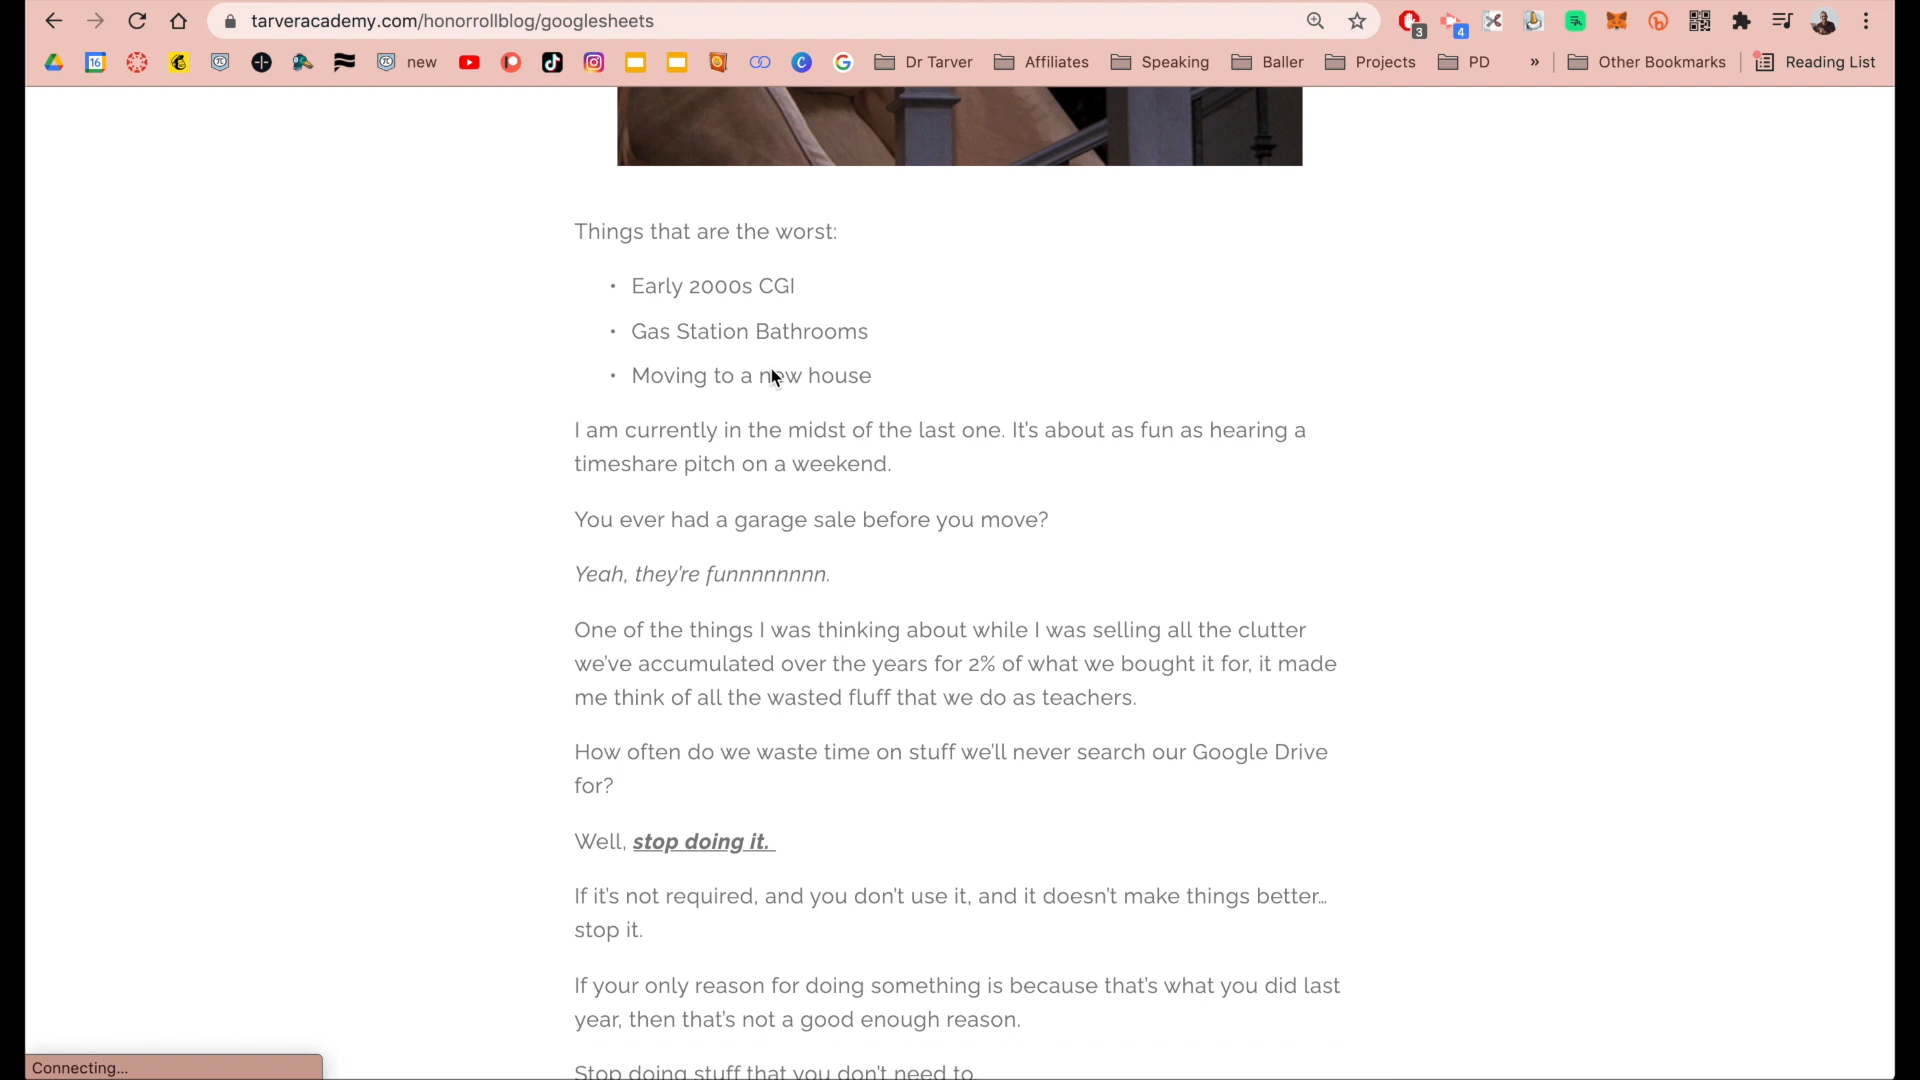 tarveracademy.com/honorrollblog/googlesheets
3
4
16
new
Dr Tarver
Affiliates
Speaking
Baller
Projects
PD
»
Other Bookmarks
Reading List
Things that are the worst:
• Early 2000s CGI
• Gas Station Bathrooms
• Moving to a new house
I am currently in the midst of the last one. It's about as fun as hearing a
timeshare pitch on a weekend.
You ever had a garage sale before you move?
Yeah, they're funnnnnnnn.
One of the things I was thinking about while I was selling all the clutter
we've accumulated over the years for 2% of what we bought it for, it made
me think of all the wasted fluff that we do as teachers.
How often do we waste time on stuff we'll never search our Google Drive
for?
Well, stop doing it.
If it's not required, and you don't use it, and it doesn't make things better…
stop it.
If your only reason for doing something is because that's what you did last
year, then that's not a good enough reason.
Stop doing stuff that you don't need to.
Connecting...